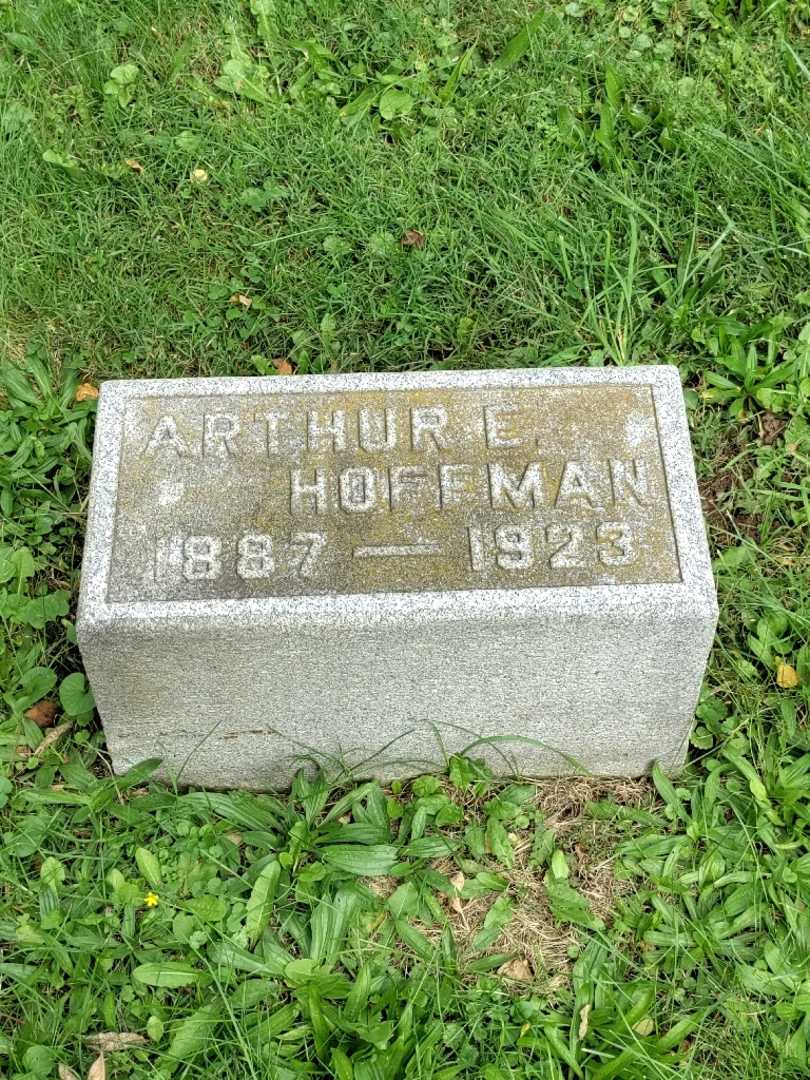 ARTHUR E.
HOFFMAN
1887 — 1923